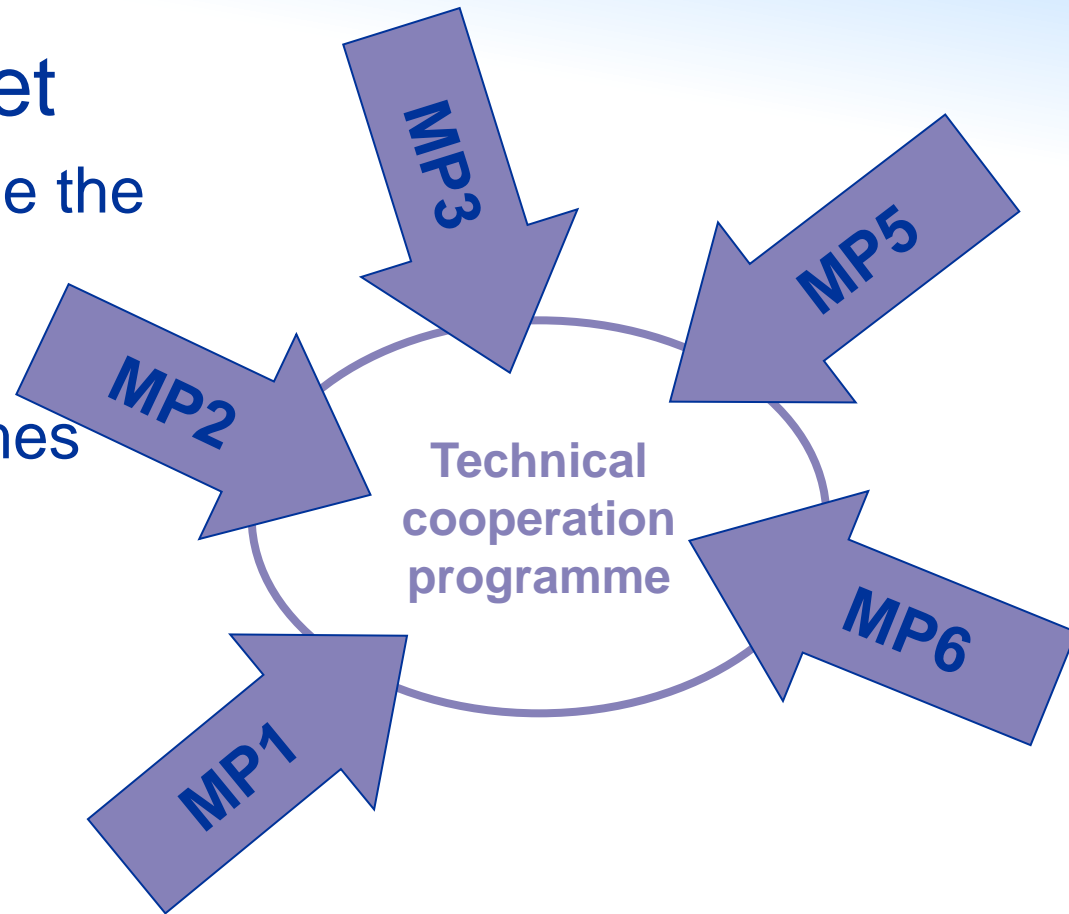 et
e the
nes
MP3
MP5
MP2
Technical
cooperation
programme
MP6
MP1